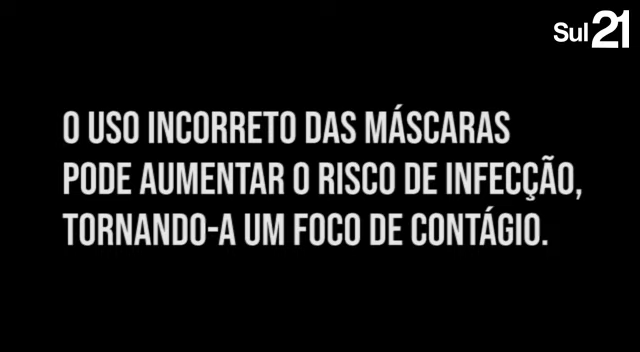 Sul21
O USO INCORRETO DAS MÁSCARAS
PODE AUMENTAR O RISCO DE INFECÇÃO,
TORNANDO-A UM FOCO DE CONTÁGIO.